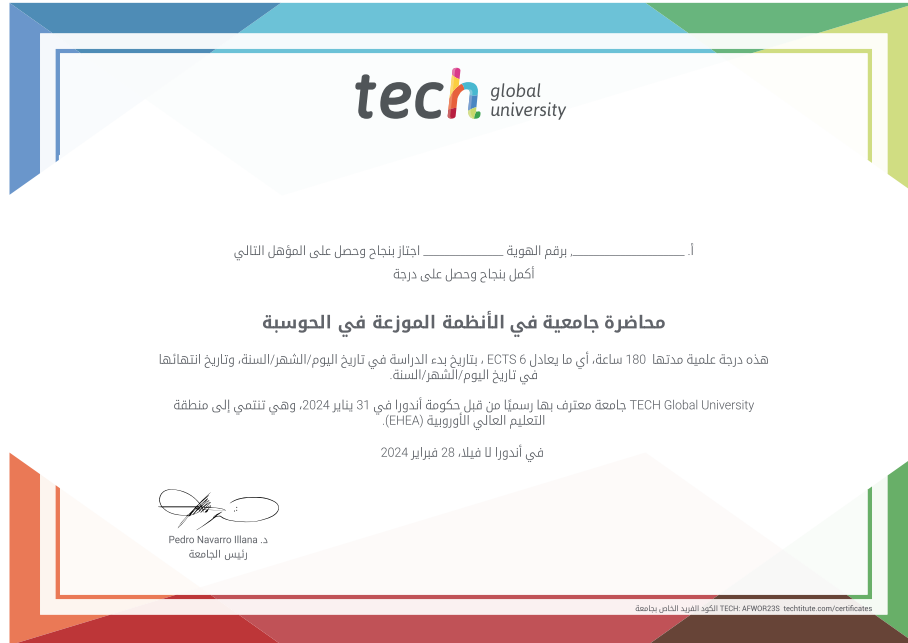 tech global university
أ. ____________________, برقم الهوية ______________ اجتاز بنجاح وحصل على المؤهل التالي
أكمل بنجاح وحصل على درجة
محاضرة جامعية في الأنظمة الموزعة في الحوسبة
هذه درجة علمية مدتها 180 ساعة، أي ما يعادل 6 ECTS ، بتاريخ بدء الدراسة في تاريخ اليوم/الشهر/السنة، وتاريخ انتهائها
في تاريخ اليوم/الشهر/السنة.
TECH Global University جامعة معترف بها رسميًا من قبل حكومة أندورا في 31 يناير 2024، وهي تنتمي إلى منطقة
التعليم العالي الأوروبية (EHEA).
في أندورا لا فيلا، 28 فبراير 2024
د. Pedro Navarro Illana
رئيس الجامعة
الكود الفريد الخاص بجامعة TECH: AFWOR23S techtitute.com/certificates